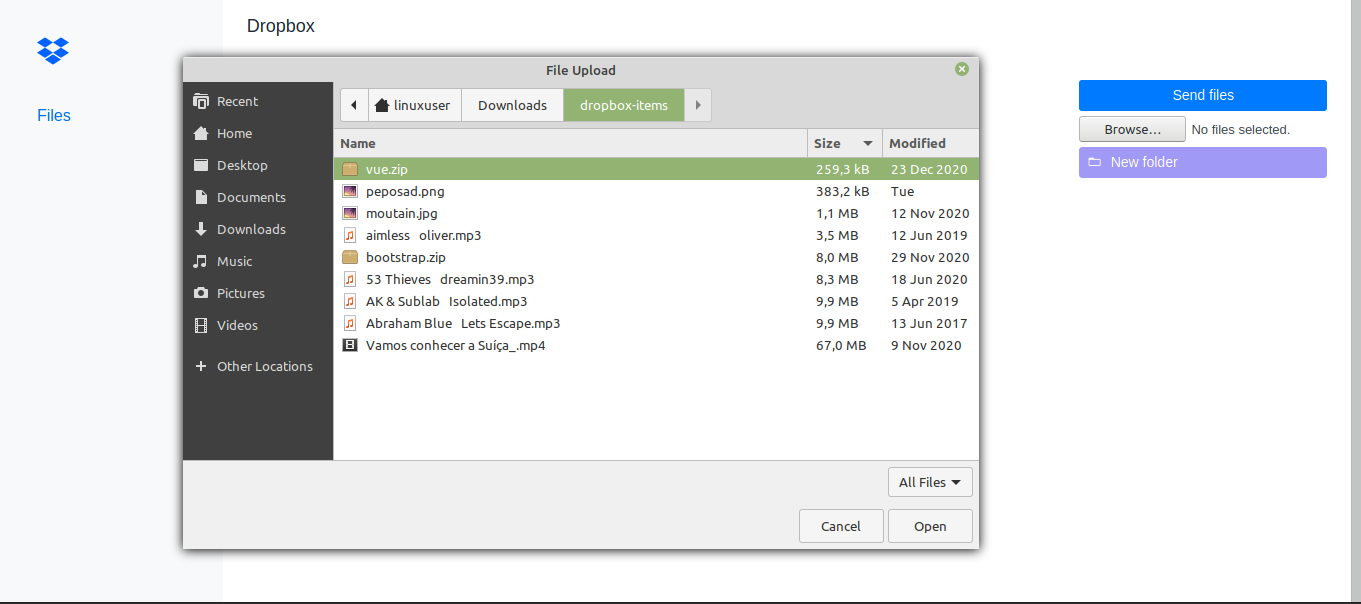 Dropbox
Files
Send files
Browse... No files selected.
New folder
File Upload
Recent
Home
Desktop
Documents
Downloads
Music
Pictures
Videos
Other Locations
linuxuser Downloads dropbox-items
Name Size Modified
vue.zip 259,3 kB 23 Dec 2020
peposad.png 383,2 kB Tue
moutain.jpg 1,1 MB 12 Nov 2020
aimless oliver.mp3 3,5 MB 12 Jun 2019
bootstrap.zip 8,0 MB 29 Nov 2020
53 Thieves dreamin39.mp3 8,3 MB 18 Jun 2020
AK & Sublab Isolated.mp3 9,9 MB 5 Apr 2019
Abraham Blue Lets Escape.mp3 9,9 MB 13 Jun 2017
Vamos conhecer a Suíça_.mp4 67,0 MB 9 Nov 2020
All Files
Cancel Open